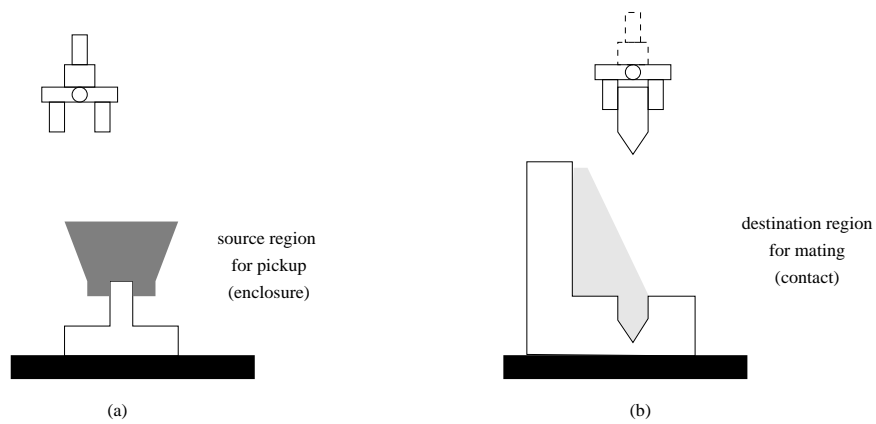 source region
for pickup
(enclosure)
destination region
for mating
(contact)
(a)
(b)